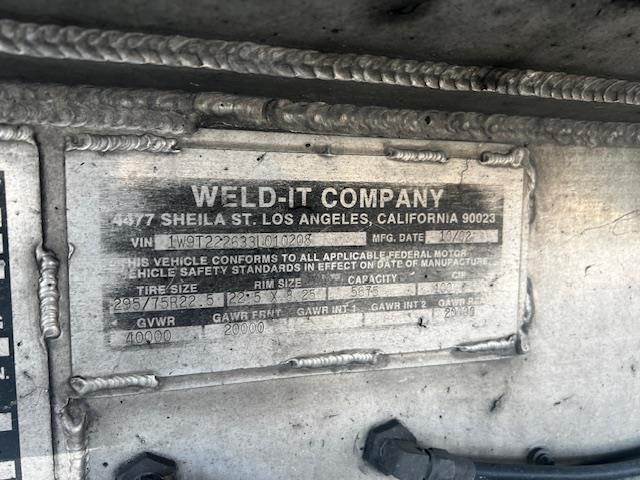 WELD-IT COMPANY
4477 SHEILA ST. LOS ANGELES, CALIFORNIA 90023
VIN 1W9T222633L010208 MFG. DATE 10/02
THIS VEHICLE CONFORMS TO ALL APPLICABLE FEDERAL MOTOR
VEHICLE SAFETY STANDARDS IN EFFECT ON DATE OF MANUFACTURE.
TIRE SIZE RIM SIZE CAPACITY
295/75R22.5 22.5 X 8.25 5675
GVWR GAWR FRNT GAWR INT 1 GAWR INT 2 GAWR
40000 20000